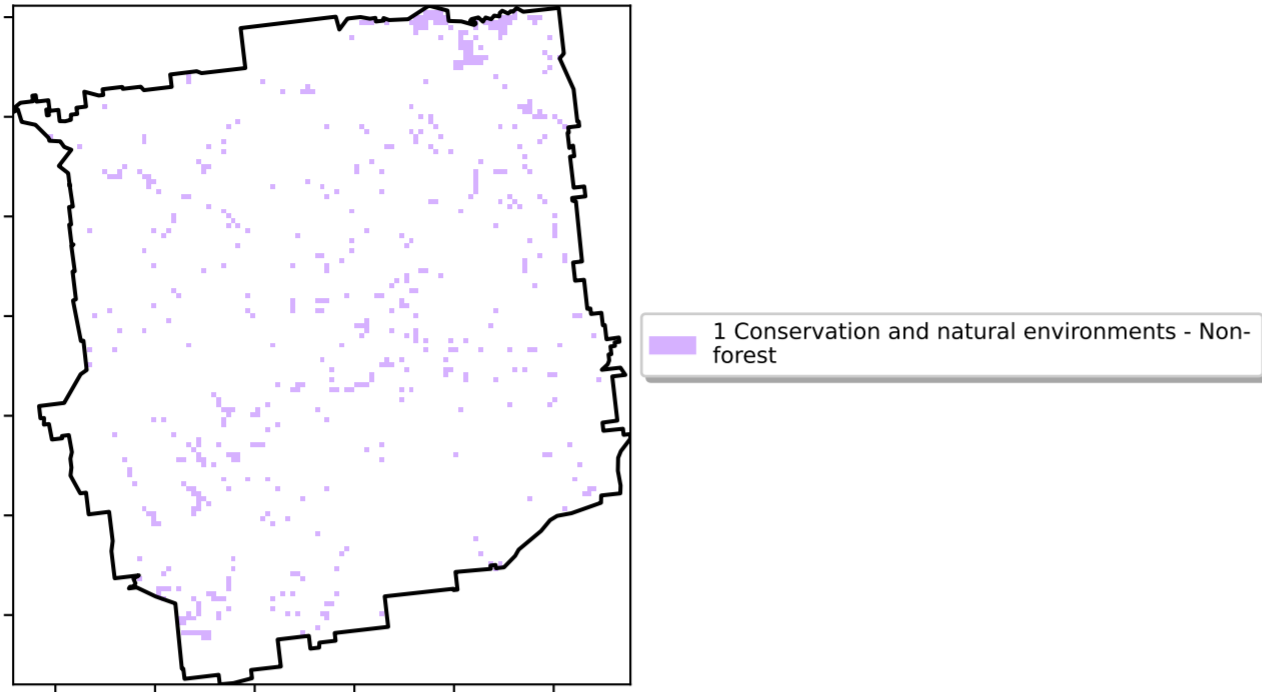 1 Conservation and natural environments - Non-
forest